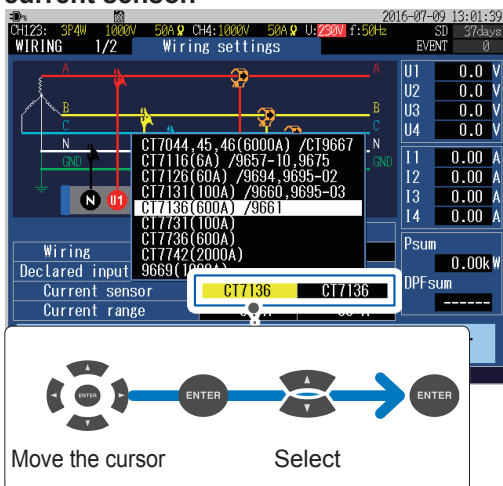 current sensor.
2016-07-09 13:01:39
CH123: 3P4W 1000V 50A CH4:1000V 50A U:230V f:50Hz SD 37days
WIRING 1/2 Wiring settings EVENT 0
A A
B B
C
N N
GND GND
N U1
CT7044,45,46(6000A) /CT9667
CT7116(6A) /9657-10,9675
CT7126(60A) /9694,9695-02
CT7131(100A) /9660,9695-03
CT7136(600A) /9661
CT7731(100A)
CT7736(600A)
CT7742(2000A)
9669(1000A)
U1 0.0 V
U2 0.0 V
U3 0.0 V
U4 0.0 V
I1 0.00 A
I2 0.00 A
I3 0.00 A
I4 0.00 A
Psum
0.00kW
DPFsum
------
Wiring
Declared input
Current sensor CT7136 CT7136
Current range
ENTER ENTER ENTER
Move the cursor Select